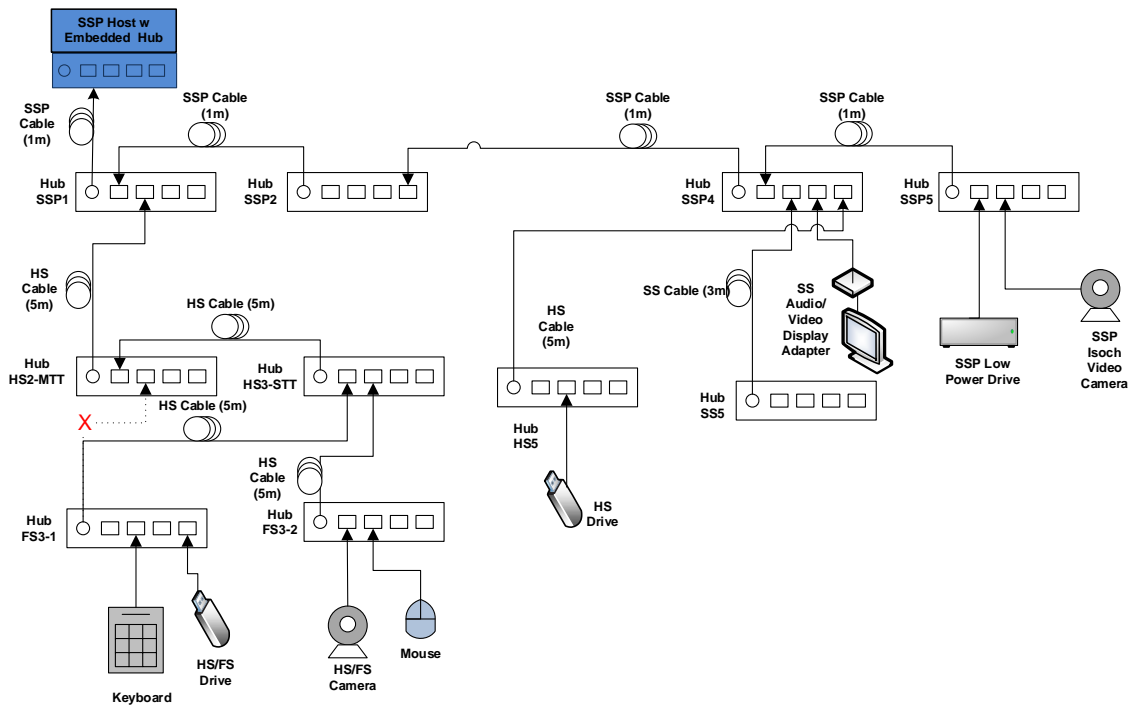 SSP Host w
Embedded Hub
SSP
Cable
(1m)
SSP Cable
(1m)
SSP Cable
(1m)
SSP Cable
(1m)
Hub
SSP1
Hub
SSP2
Hub
SSP4
Hub
SSP5
HS
Cable
(5m)
HS Cable (5m)
HS
Cable
(5m)
SS Cable (3m)
SS
Audio/
Video
Display
Adapter
SSP Low
Power Drive
SSP
Isoch
Video
Camera
Hub
HS2-MTT
Hub
HS3-STT
X
HS Cable (5m)
Hub
HS5
Hub
SS5
HS
Cable
(5m)
HS
Drive
Hub
FS3-1
Hub
FS3-2
Keyboard
HS/FS
Drive
HS/FS
Camera
Mouse